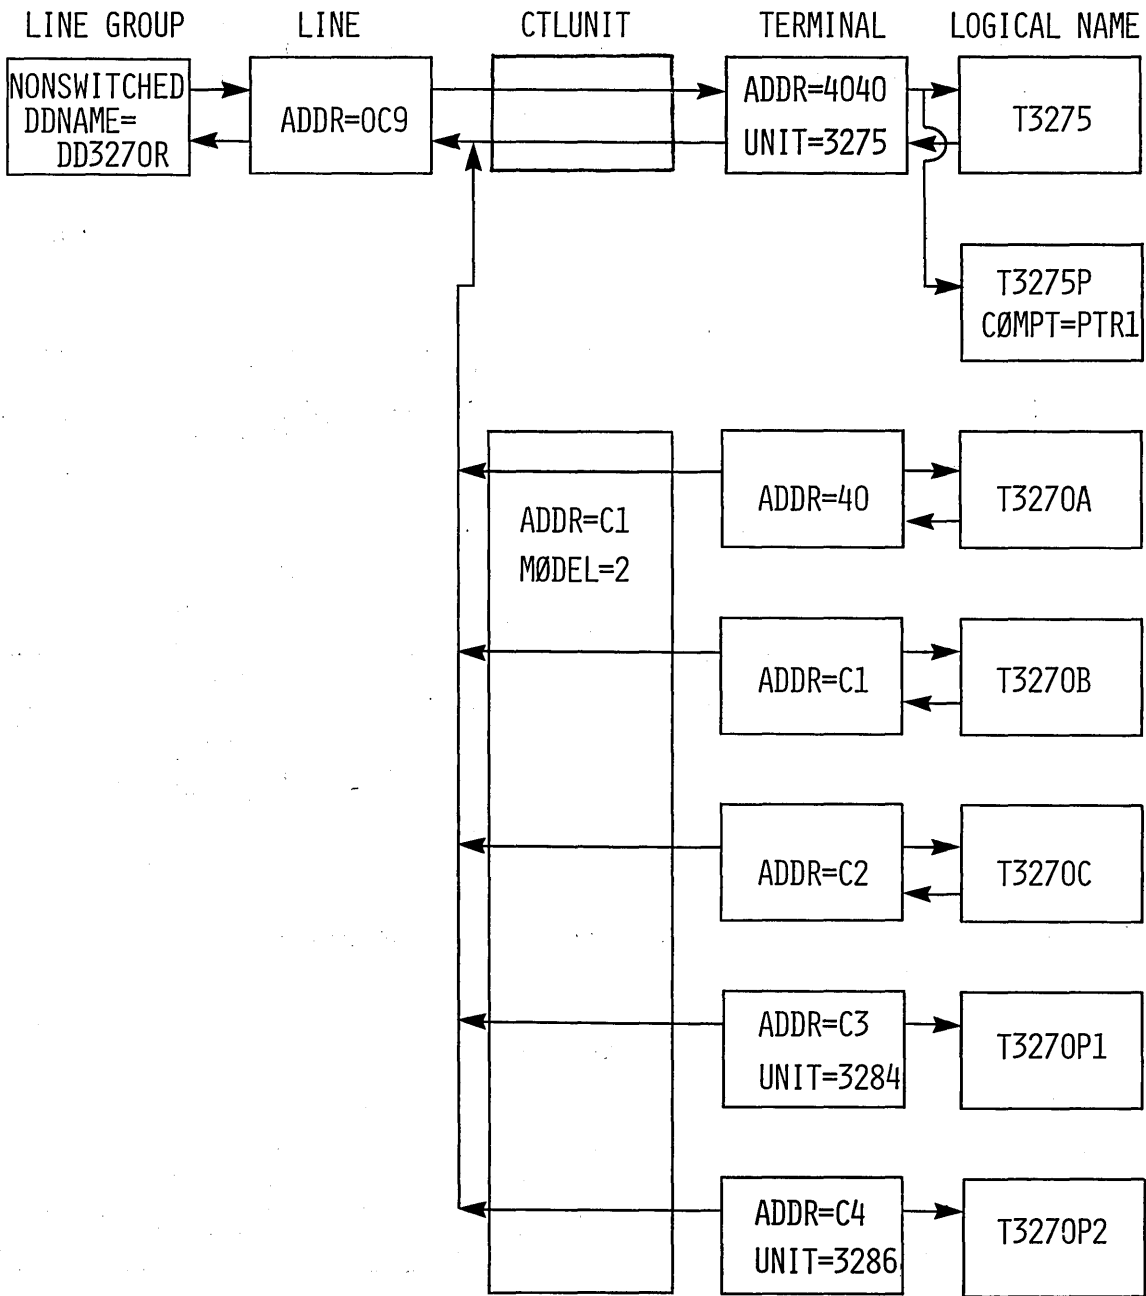 LINE GROUP
LINE
CTLUNIT
TERMINAL
LOGICAL NAME
NONSWITCHED
DDNAME=
DD3270R
ADDR=0C9
ADDR=4040
UNIT=3275
T3275
T3275P
CØMPT=PTR1
ADDR=C1
MØDEL=2
ADDR=40
T3270A
ADDR=C1
T3270B
ADDR=C2
T3270C
ADDR=C3
UNIT=3284
T3270P1
ADDR=C4
UNIT=3286
T3270P2